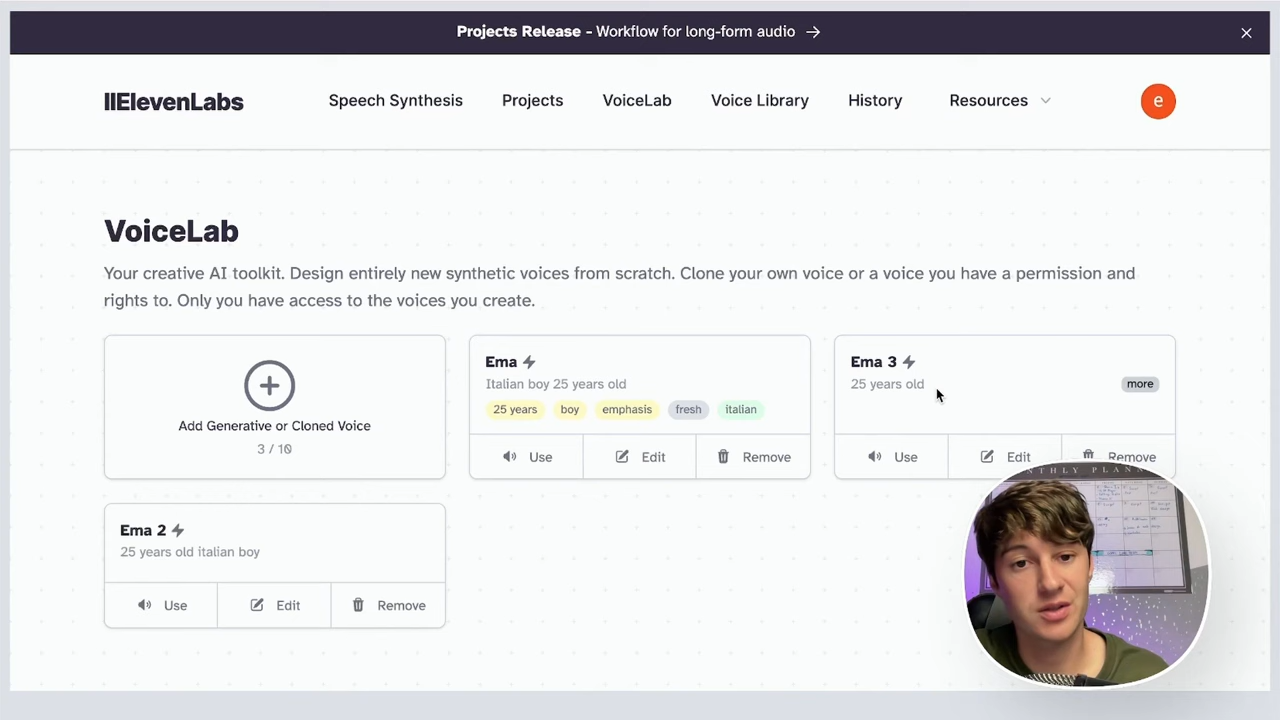 Projects Release - Workflow for long-form audio →
IIElevenLabs
Speech Synthesis
Projects
VoiceLab
Voice Library
History
Resources
e
VoiceLab
Your creative AI toolkit. Design entirely new synthetic voices from scratch. Clone your own voice or a voice you have a permission and
rights to. Only you have access to the voices you create.
Add Generative or Cloned Voice
3 / 10
Ema
Italian boy 25 years old
25 years boy emphasis fresh italian
Use Edit Remove
Ema 3
25 years old
more
Use Edit Remove
Ema 2
25 years old italian boy
Use Edit Remove